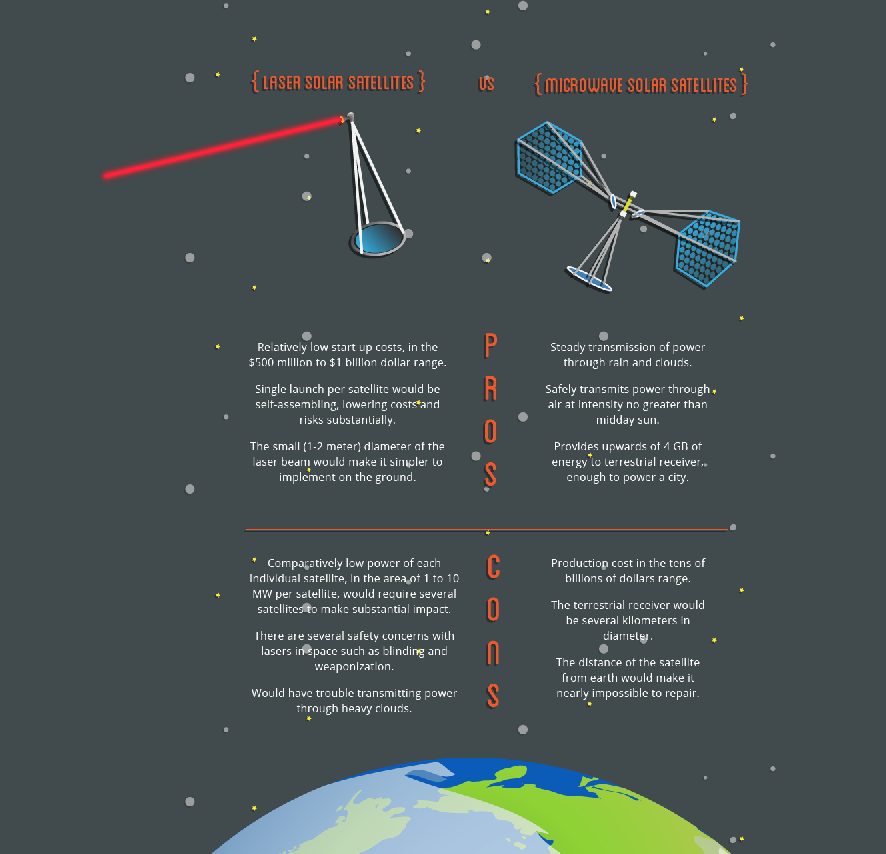 { LASER SOLAR SATELLITES }
VS
{ MICROWAVE SOLAR SATELLITES }
PROS
Relatively low start up costs, in the
$500 million to $1 billion dollar range.
Single launch per satellite would be
self-assembling, lowering costs and
risks substantially.
The small (1-2 meter) diameter of the
laser beam would make it simpler to
implement on the ground.
Steady transmission of power
through rain and clouds.
Safely transmits power through
air at intensity no greater than
midday sun.
Provides upwards of 4 GB of
energy to terrestrial receiver,
enough to power a city.
CONS
Comparatively low power of each
individual satellite, in the area of 1 to 10
MW per satellite, would require several
satellites to make substantial impact.
There are several safety concerns with
lasers in space such as blinding and
weaponization.
Would have trouble transmitting power
through heavy clouds.
Production cost in the tens of
billions of dollars range.
The terrestrial receiver would
be several kilometers in
diameter.
The distance of the satellite
from earth would make it
nearly impossible to repair.